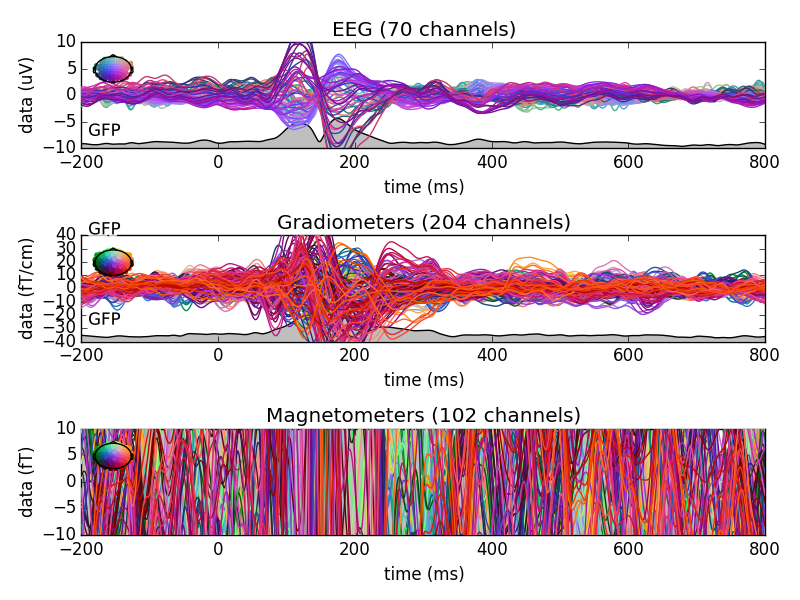 EEG (70 channels)
data (uV)
10
5
0
−5
−10
GFP
−200 0 200 400 600 800
time (ms)
Gradiometers (204 channels)
data (fT/cm)
GFP
40
30
20
10
0
−10
−20
−30
−40
GFP
−200 0 200 400 600 800
time (ms)
Magnetometers (102 channels)
data (fT)
10
5
0
−5
−10
−200 0 200 400 600 800
time (ms)